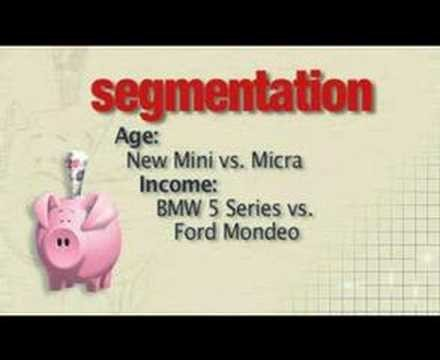 segmentation
Age:
New Mini vs. Micra
Income:
BMW 5 Series vs.
Ford Mondeo